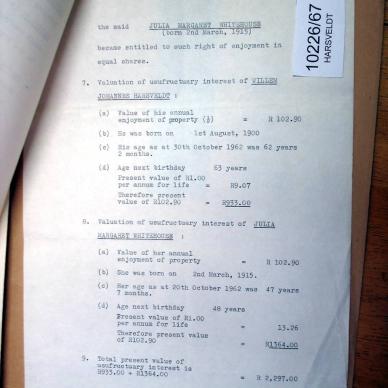 the said JULIA MARGARET WHITEHOUSE
(born 2nd March, 1915)
became entitled to such right of enjoyment in
equal shares.
7. Valuation of usufructuary interest of WILLEM
JOHANNES HARSVELDT :
(a) Value of his annual
enjoyment of property (½) = R 102.90
(b) He was born on 1st August, 1900
(c) His age as at 30th October 1962 was 62 years
2 months.
(d) Age next birthday 63 years
Present value of R1.00
per annum for life = R9.07
Therefore present
value of R102.90 = R933.00
8. Valuation of usufructuary interest of JULIA
MARGARET WHITEHOUSE :
(a) Value of her annual
enjoyment of property = R 102.90
(b) She was born on 2nd March, 1915.
(c) Her age as at 20th October 1962 was 47 years
7 months.
(d) Age next birthday 48 years
Present value of R1.00
per annum for life = 13.26
Therefore present value
of R102.90 = R1364.00
9. Total present value of
usufructuary interest is
R933.00 + R1364.00 = R 2,297.00
10226/67
HARSVELDT